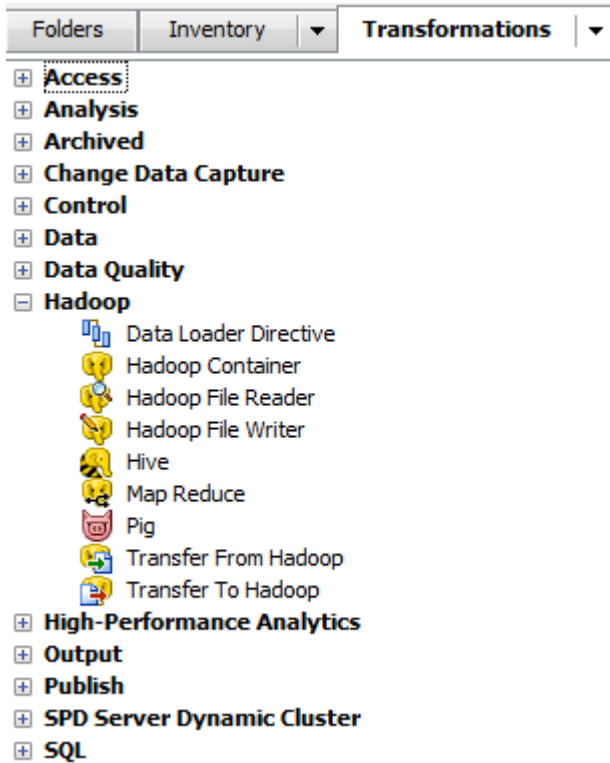 Folders Inventory Transformations
Access
Analysis
Archived
Change Data Capture
Control
Data
Data Quality
Hadoop
Data Loader Directive
Hadoop Container
Hadoop File Reader
Hadoop File Writer
Hive
Map Reduce
Pig
Transfer From Hadoop
Transfer To Hadoop
High-Performance Analytics
Output
Publish
SPD Server Dynamic Cluster
SQL